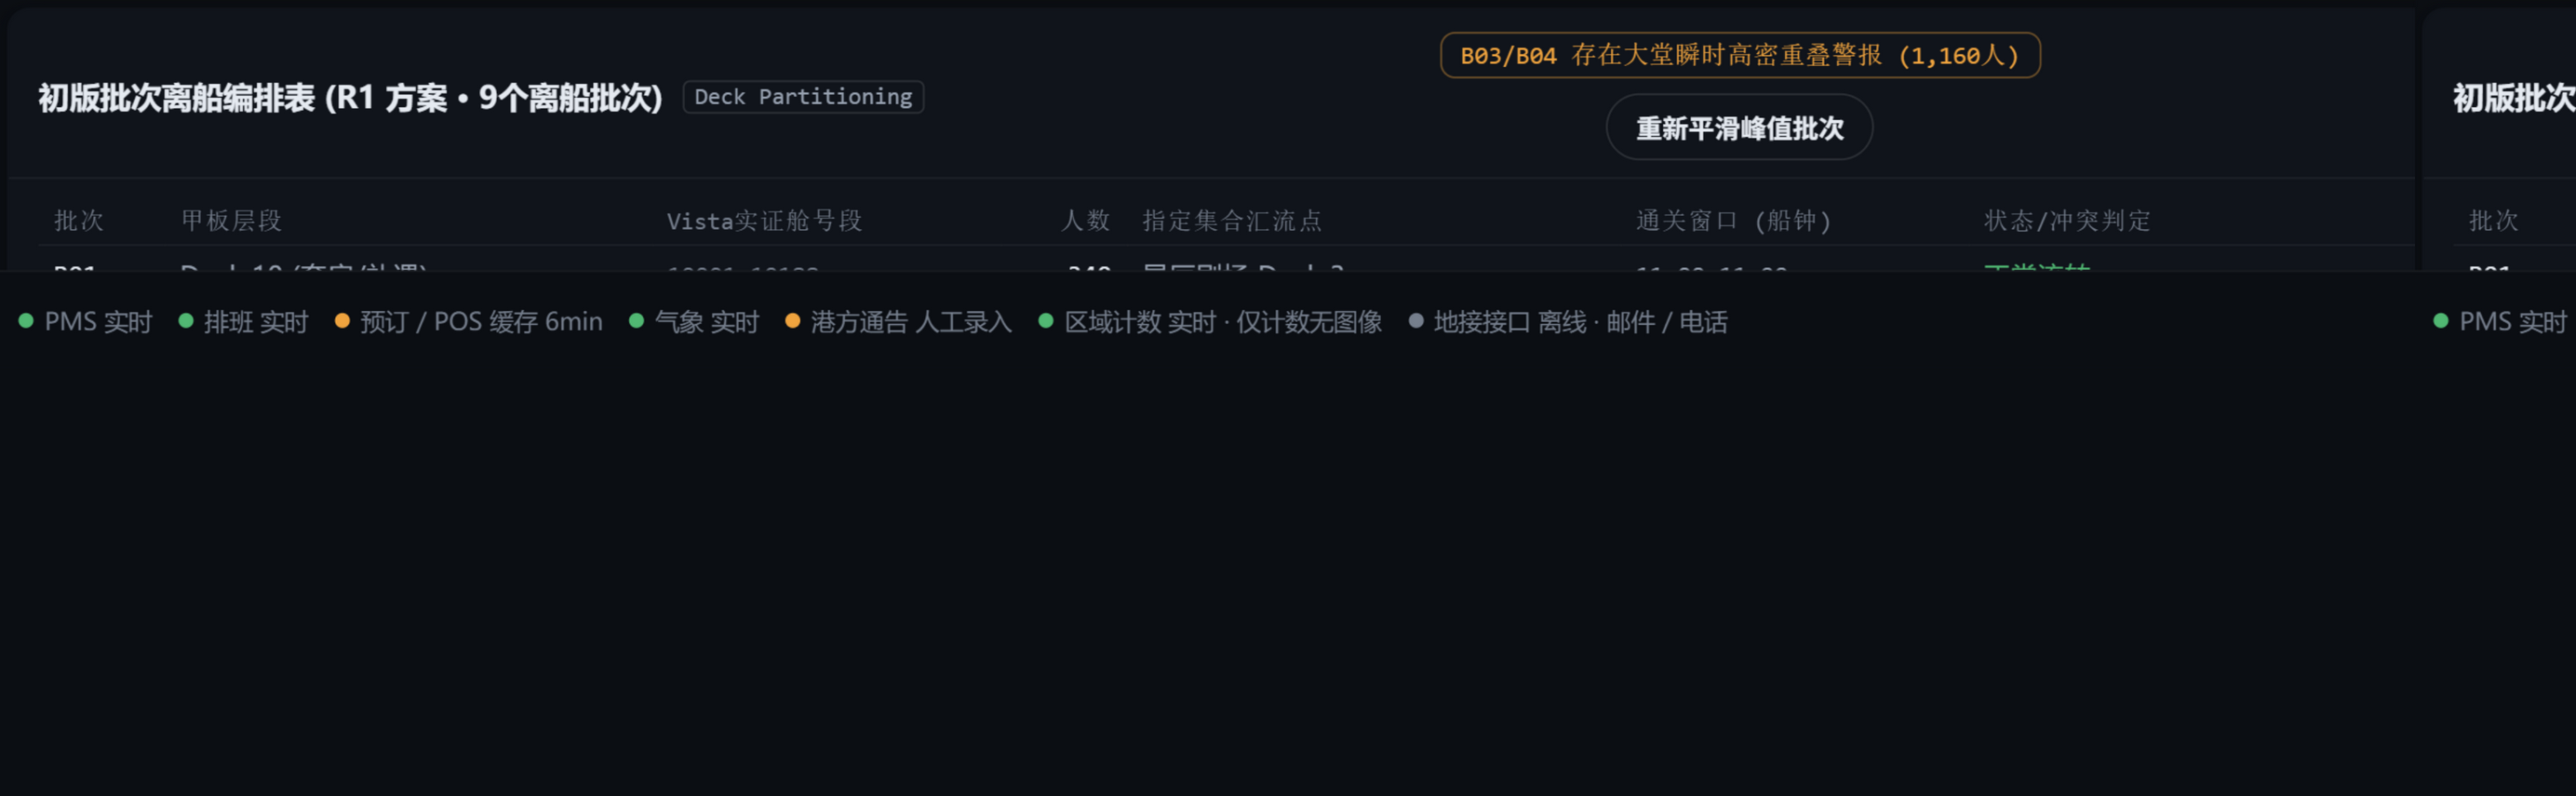 B03/B04 存在大堂瞬时高密重叠警报 (1,160人)
初版批次离船编排表 (R1 方案 • 9个离船批次) Deck Partitioning
初版批次
重新平滑峰值批次
批次 甲板层段 Vista实证舱号段 人数 指定集合汇流点 通关窗口 (船钟) 状态/冲突判定
批次
PMS 实时 排班 实时 预订 / POS 缓存 6min 气象 实时 港方通告 人工录入 区域计数 实时 · 仅计数无图像 地接接口 离线 · 邮件 / 电话
PMS 实时